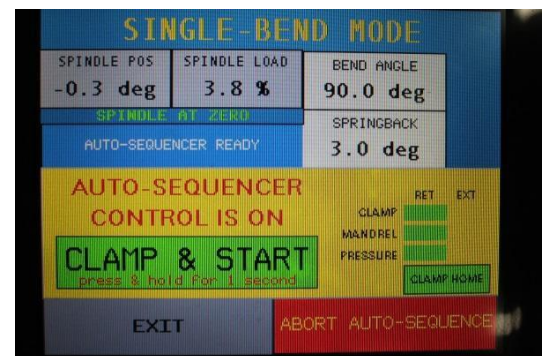 SINGLE-BEND MODE
SPINDLE POS
SPINDLE LOAD
BEND ANGLE
-0.3 deg
3.8 %
90.0 deg
SPINDLE AT ZERO
SPRINGBACK
AUTO-SEQUENCER READY
3.0 deg
AUTO-SEQUENCER
CONTROL IS ON
RET
EXT
CLAMP
MANDREL
PRESSURE
CLAMP & START
press & hold for 1 second
CLAMP HOME
EXIT
ABORT AUTO-SEQUENCE